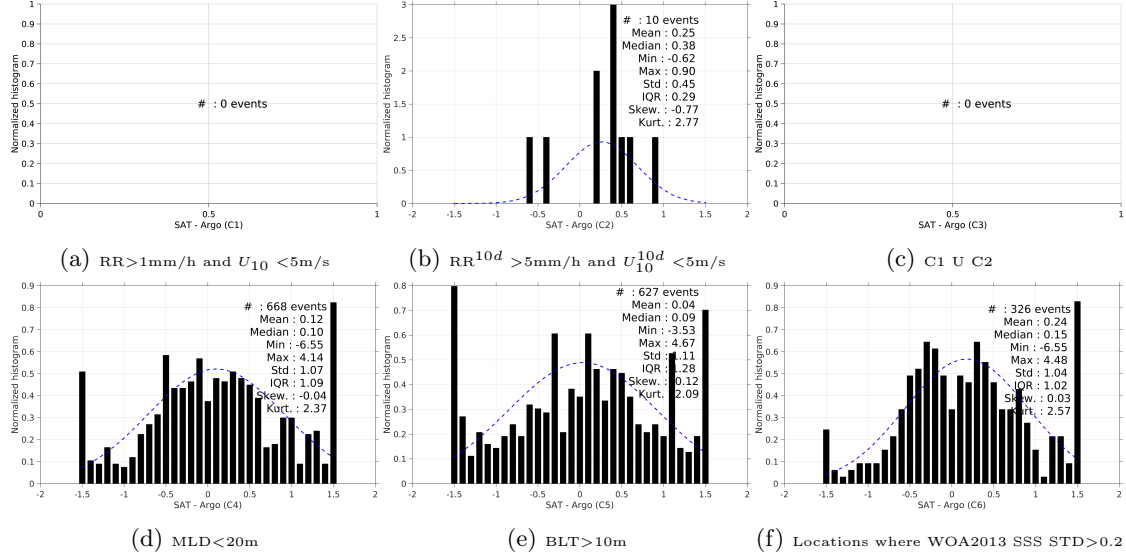 1
0.9
0.8
0.7
0.6
0.5
0.4
0.3
0.2
0.1
0
Normalized histogram
# : 0 events
0 0.5 1
SAT - Argo (C1)
(a) RR>1mm/h and U10 <5m/s
3
2.5
2
1.5
1
0.5
0
Normalized histogram
# : 10 events
Mean : 0.25
Median : 0.38
Min : -0.62
Max : 0.90
Std : 0.45
IQR : 0.29
Skew. : -0.77
Kurt. : 2.77
-2 -1.5 -1 -0.5 0 0.5 1 1.5 2
SAT - Argo (C2)
(b) RR10d >5mm/h and U10 10d <5m/s
1
0.9
0.8
0.7
0.6
0.5
0.4
0.3
0.2
0.1
0
Normalized histogram
# : 0 events
0 0.5 1
SAT - Argo (C3)
(c) C1 U C2
0.9
0.8
0.7
0.6
0.5
0.4
0.3
0.2
0.1
0
Normalized histogram
# : 668 events
Mean : 0.12
Median : 0.10
Min : -6.55
Max : 4.14
Std : 1.07
IQR : 1.09
Skew. : -0.04
Kurt. : 2.37
-2 -1.5 -1 -0.5 0 0.5 1 1.5 2
SAT - Argo (C4)
(d) MLD<20m
0.8
0.7
0.6
0.5
0.4
0.3
0.2
0.1
0
Normalized histogram
# : 627 events
Mean : 0.04
Median : 0.09
Min : -3.53
Max : 4.67
Std : 1.11
IQR : 1.28
Skew. : 0.12
Kurt. : 2.09
-2 -1.5 -1 -0.5 0 0.5 1 1.5 2
SAT - Argo (C5)
(e) BLT>10m
0.9
0.8
0.7
0.6
0.5
0.4
0.3
0.2
0.1
0
Normalized histogram
# : 326 events
Mean : 0.24
Median : 0.15
Min : -6.55
Max : 4.48
Std : 1.04
IQR : 1.02
Skew. : 0.03
Kurt. : 2.57
-2 -1.5 -1 -0.5 0 0.5 1 1.5 2
SAT - Argo (C6)
(f) Locations where WOA2013 SSS STD>0.2